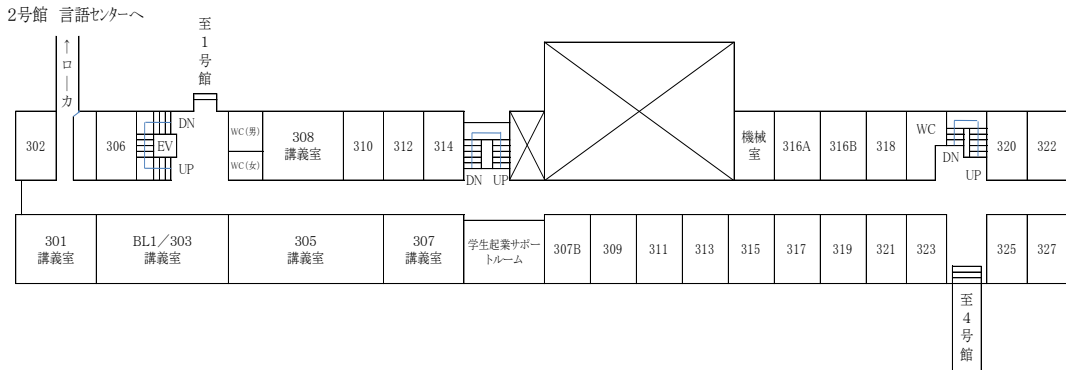 2号館 言語センターへ
↑ローカ
至1号館
302
306
DN
EV
UP
WC(男)
WC(女)
308
講義室
310
312
314
DN
UP
機械
室
316A
316B
318
WC
DN
UP
320
322
301
講義室
BL1/303
講義室
305
講義室
307
講義室
学生起業サポー
トルーム
307B
309
311
313
315
317
319
321
323
325
327
至4号館